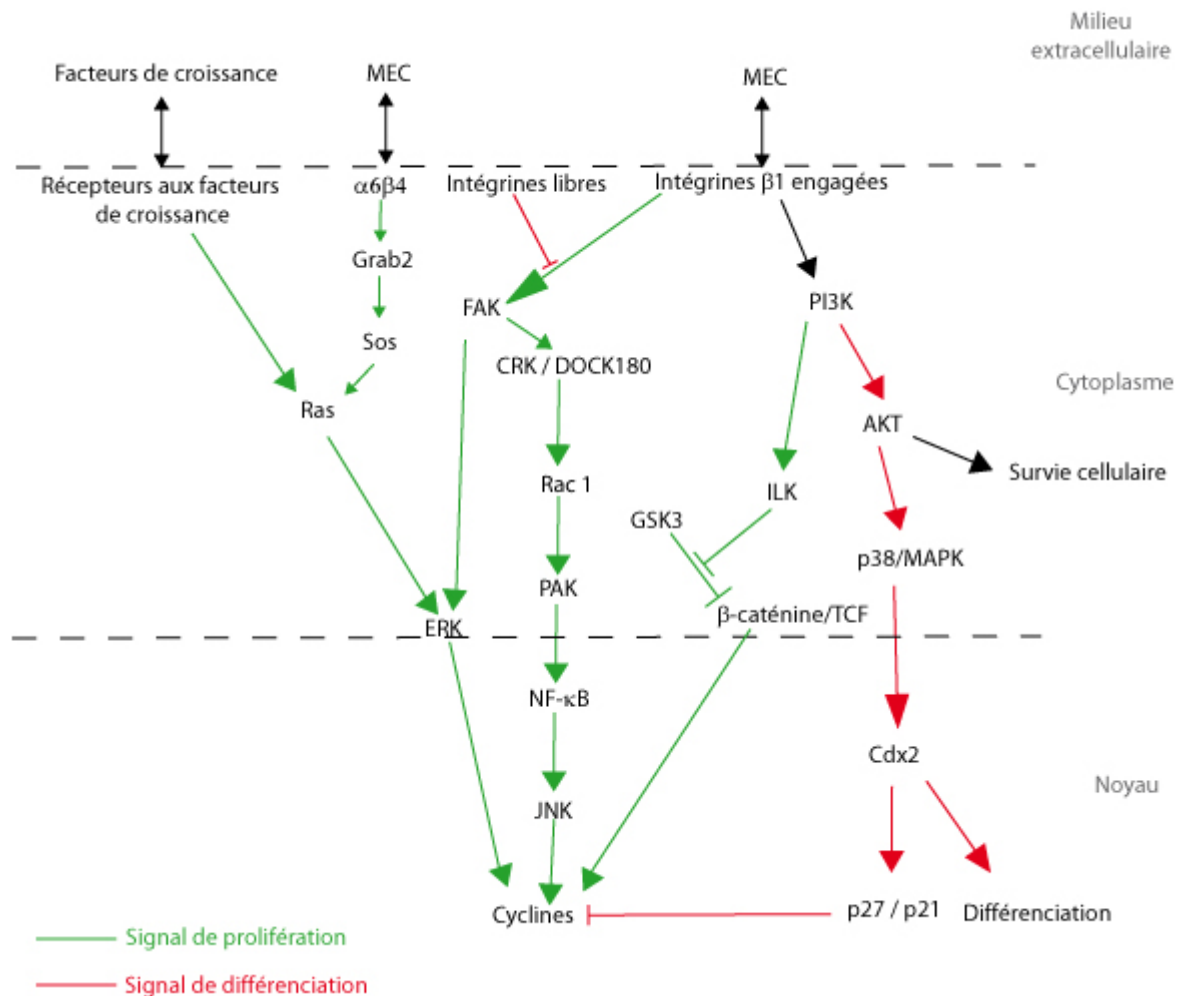 Milieu
extracellulaire
Facteurs de croissance
MEC
MEC
Récepteurs aux facteurs
de croissance
α6β4
Intégrines libres
Intégrines β1 engagées
Grab2
FAK
PI3K
Sos
CRK / DOCK180
Cytoplasme
Ras
AKT
Survie cellulaire
Rac 1
ILK
GSK3
p38/MAPK
PAK
β-caténine/TCF
ERK
NF-κB
Cdx2
Noyau
JNK
Cyclines
p27 / p21
Différenciation
Signal de prolifération
Signal de différenciation